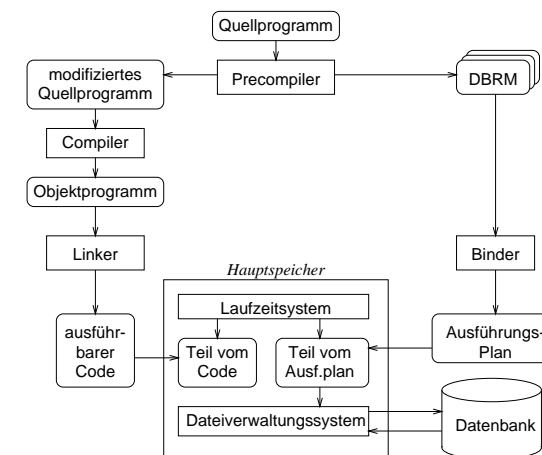 Quellprogramm
modifiziertes
Quellprogramm
Precompiler
DBRM
Compiler
Objektprogramm
Linker
Binder
Hauptspeicher
Laufzeitsystem
ausführ-
barer
Code
Teil vom
Code
Teil vom
Ausf.plan
Ausführungs-
Plan
Dateiverwaltungssystem
Datenbank